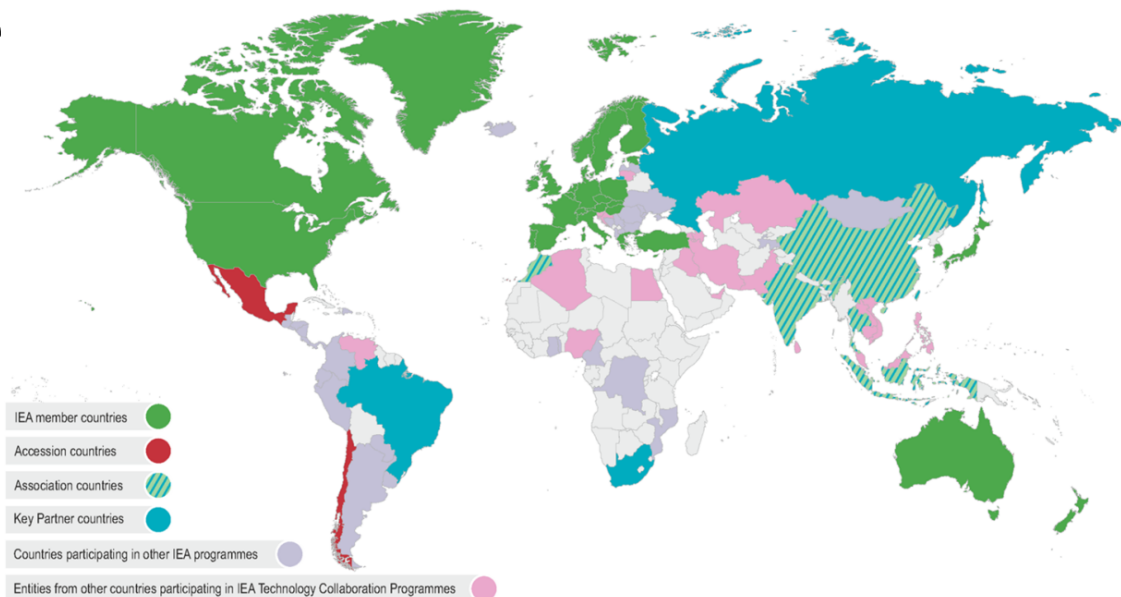 IEA member countries
Accession countries
Association countries
Key Partner countries
Countries participating in other IEA programmes
Entities from other countries participating in IEA Technology Collaboration Programmes